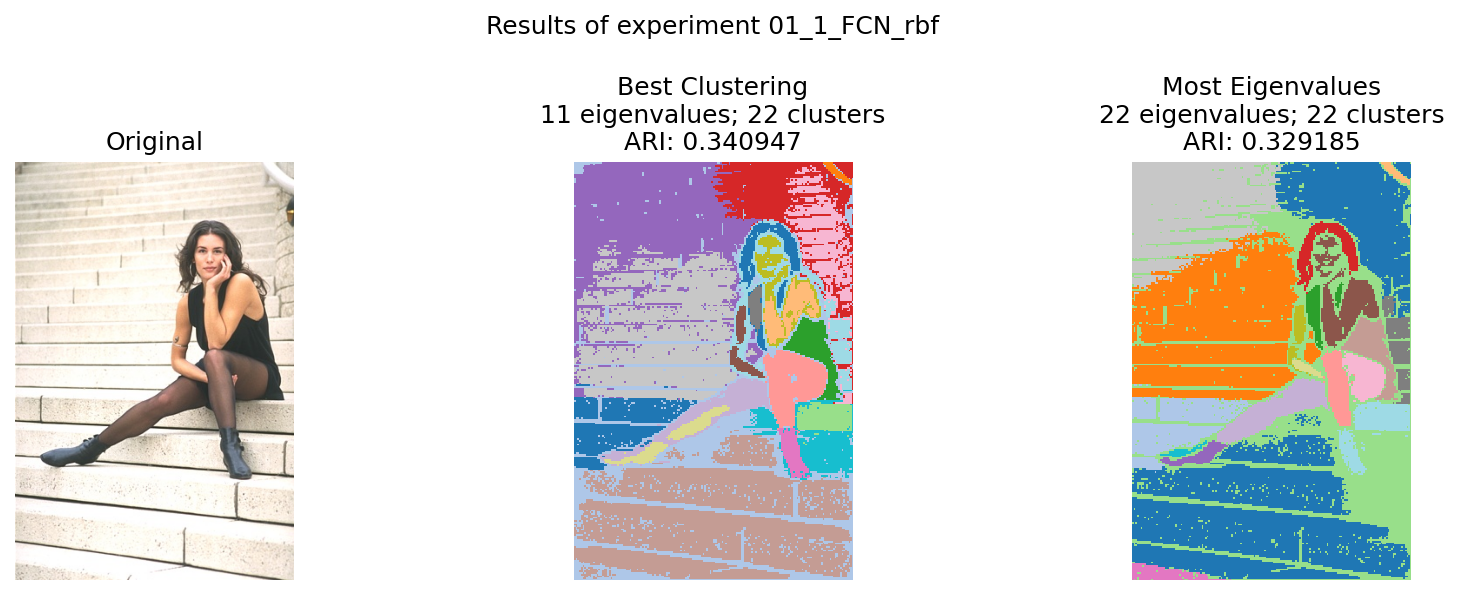 Results of experiment 01_1_FCN_rbf
Original
Best Clustering
11 eigenvalues; 22 clusters
ARI: 0.340947
Most Eigenvalues
22 eigenvalues; 22 clusters
ARI: 0.329185